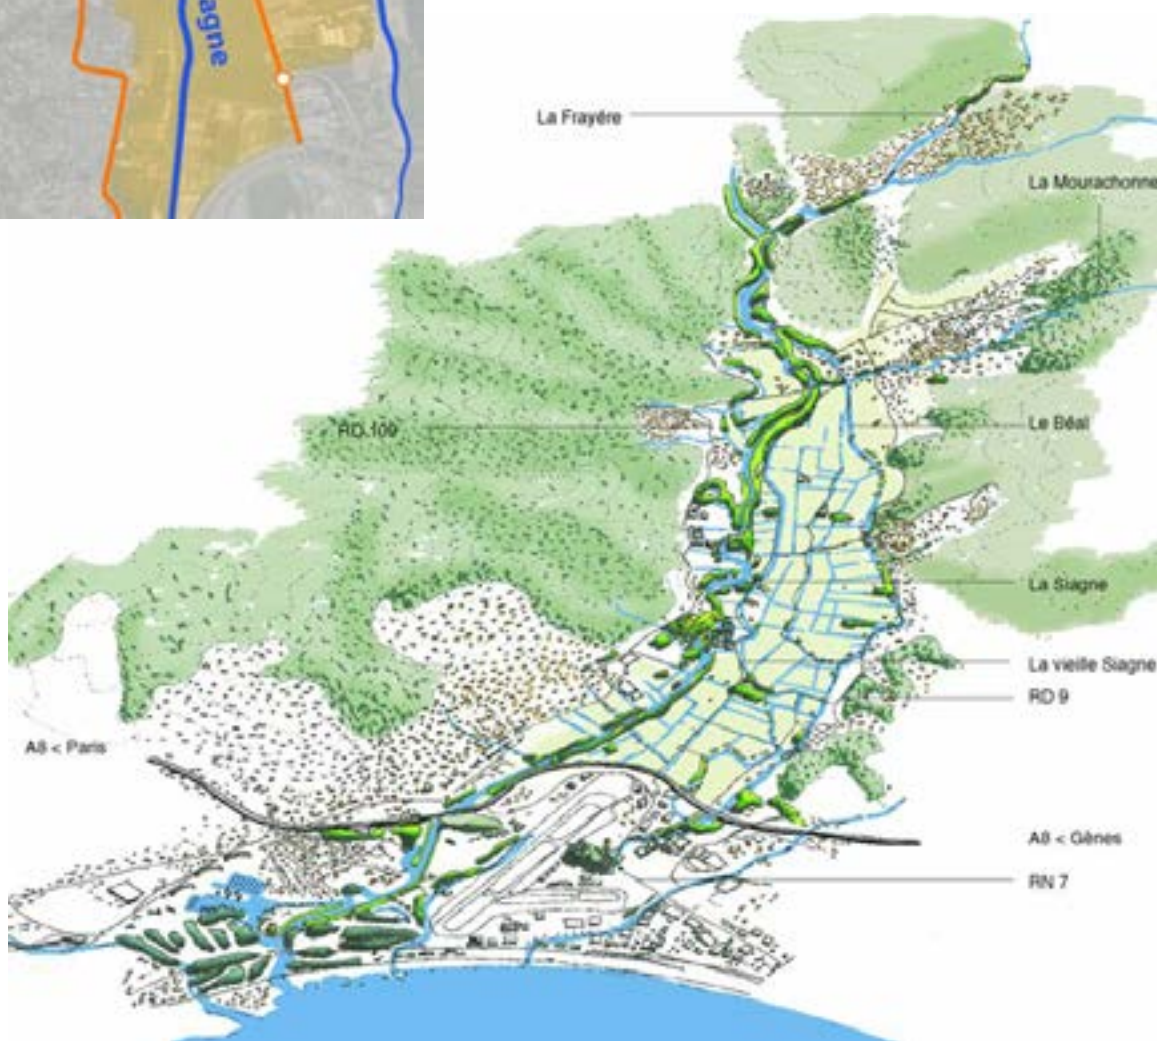 agne
La Frayére
La Mourachonne
RD 109
Le Béal
La Siagne
La vieille Siagne
RD 9
A8 < Paris
A8 < Gênes
RN 7